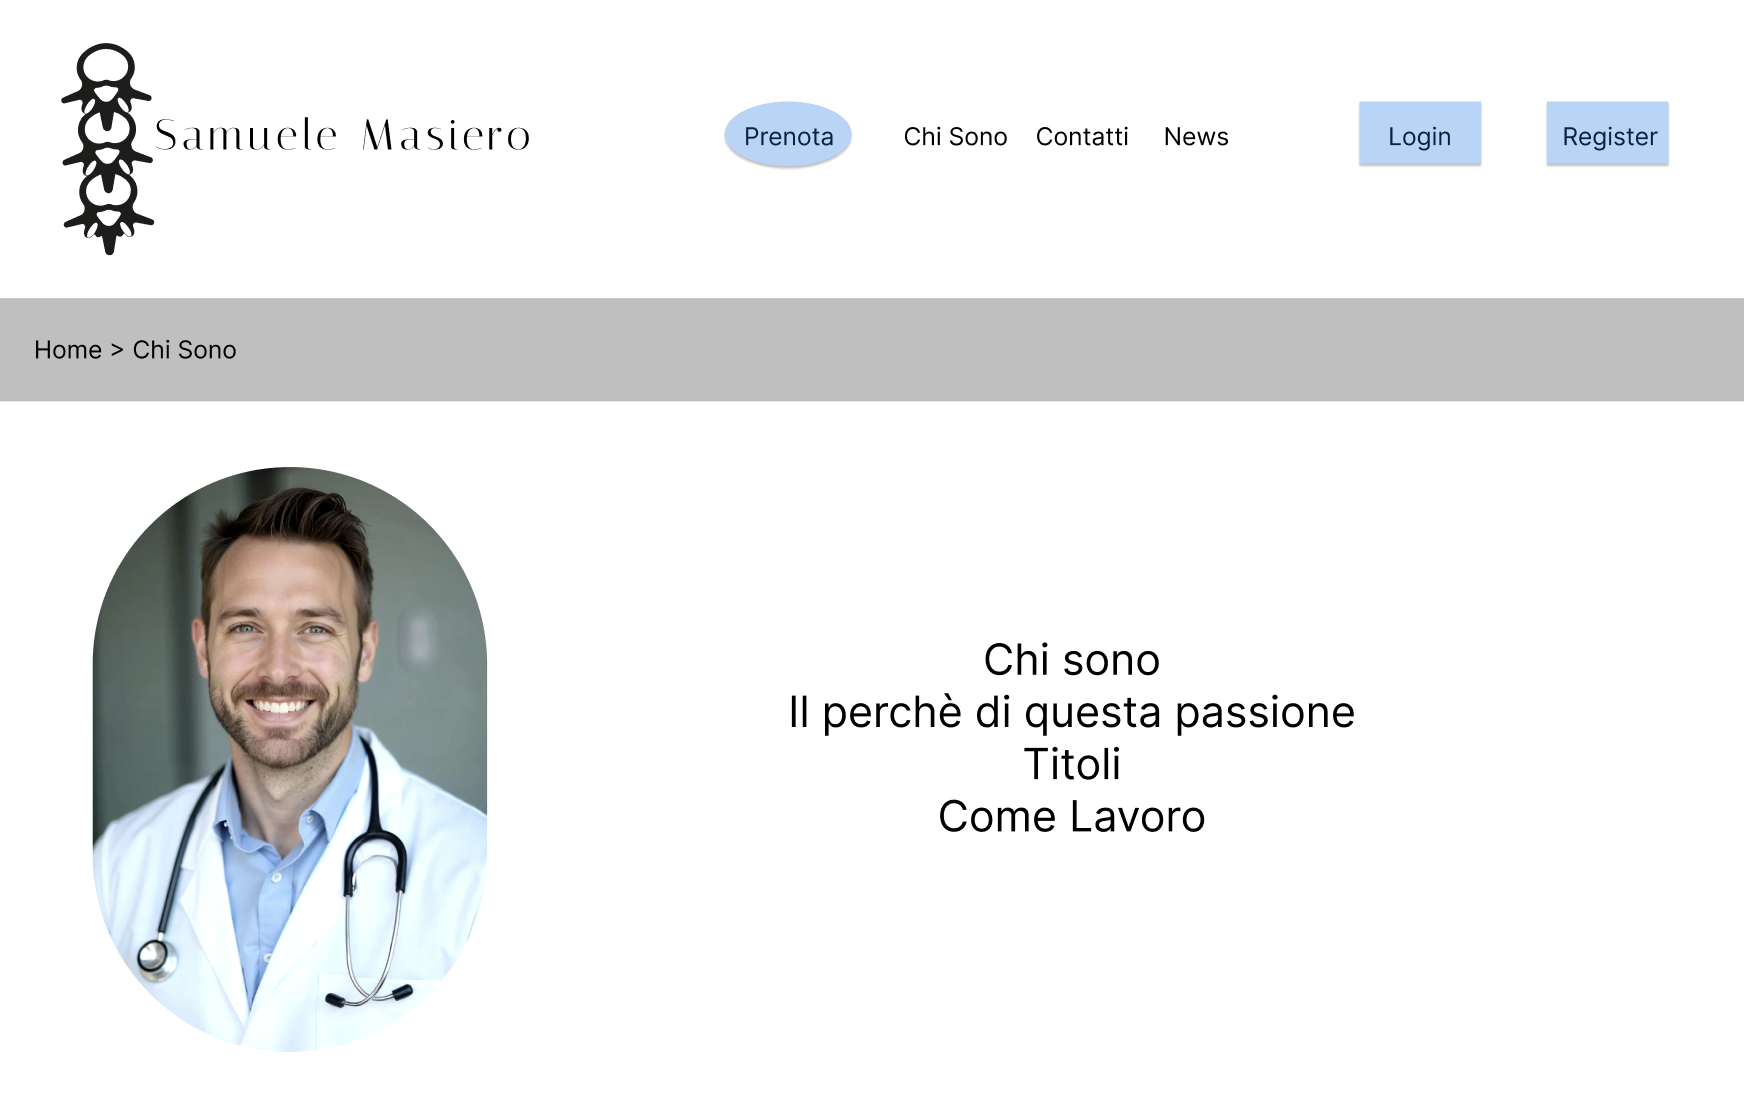 Samuele Masiero
Prenota
Chi Sono
Contatti
News
Login
Register
Home > Chi Sono
Chi sono
Il perchè di questa passione
Titoli
Come Lavoro